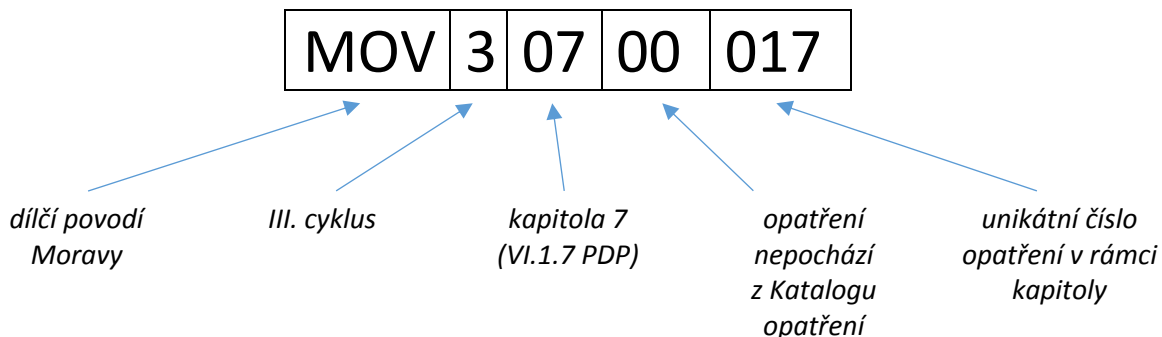 MOV 3 07 00 017
dílčí povodí
Moravy
III. cyklus
kapitola 7
(VI.1.7 PDP)
opatření
nepochází
z Katalogu
opatření
unikátní číslo
opatření v rámci
kapitoly